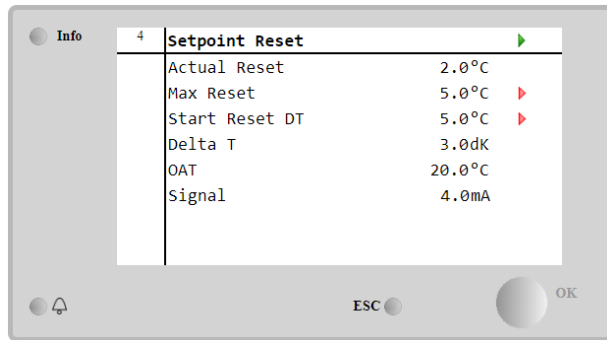 Info
4 Setpoint Reset
Actual Reset 2.0°C
Max Reset 5.0°C
Start Reset DT 5.0°C
Delta T 3.0dK
OAT 20.0°C
Signal 4.0mA
ESC OK